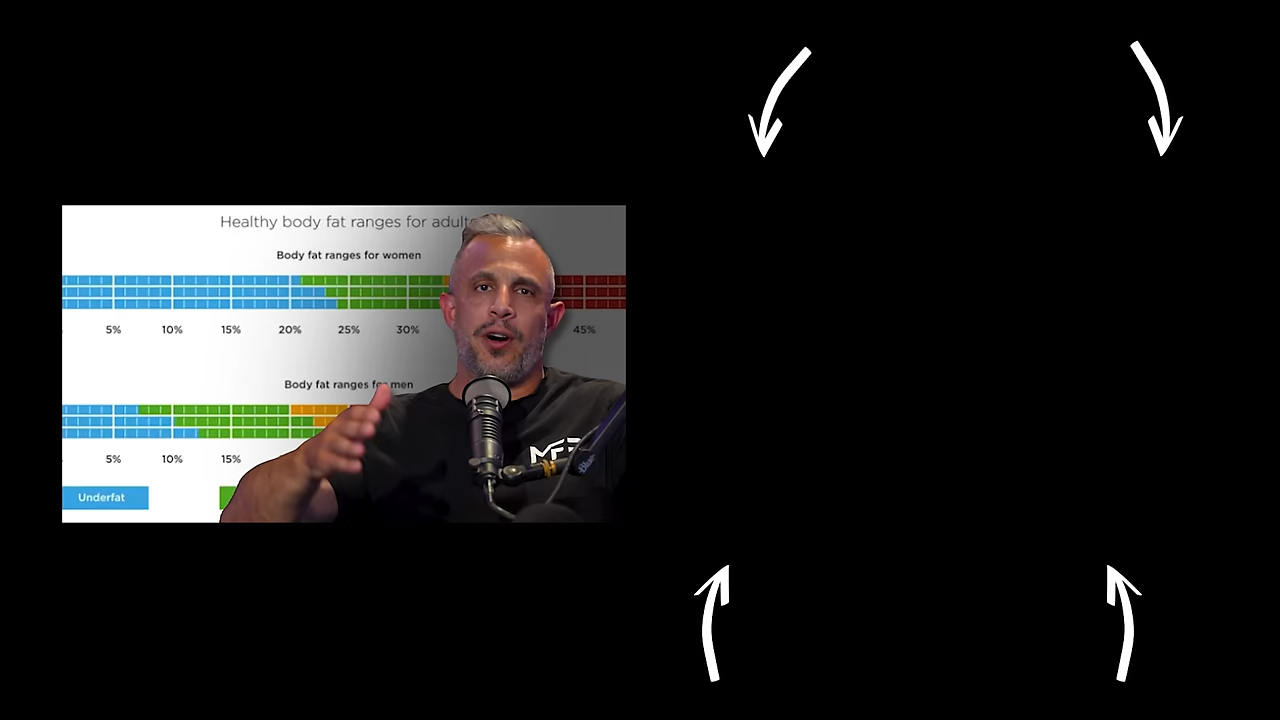 Healthy body fat ranges for adults
Body fat ranges for women
5% 10% 15% 20% 25% 30% 45%
Body fat ranges for men
5% 10% 15%
Underfat